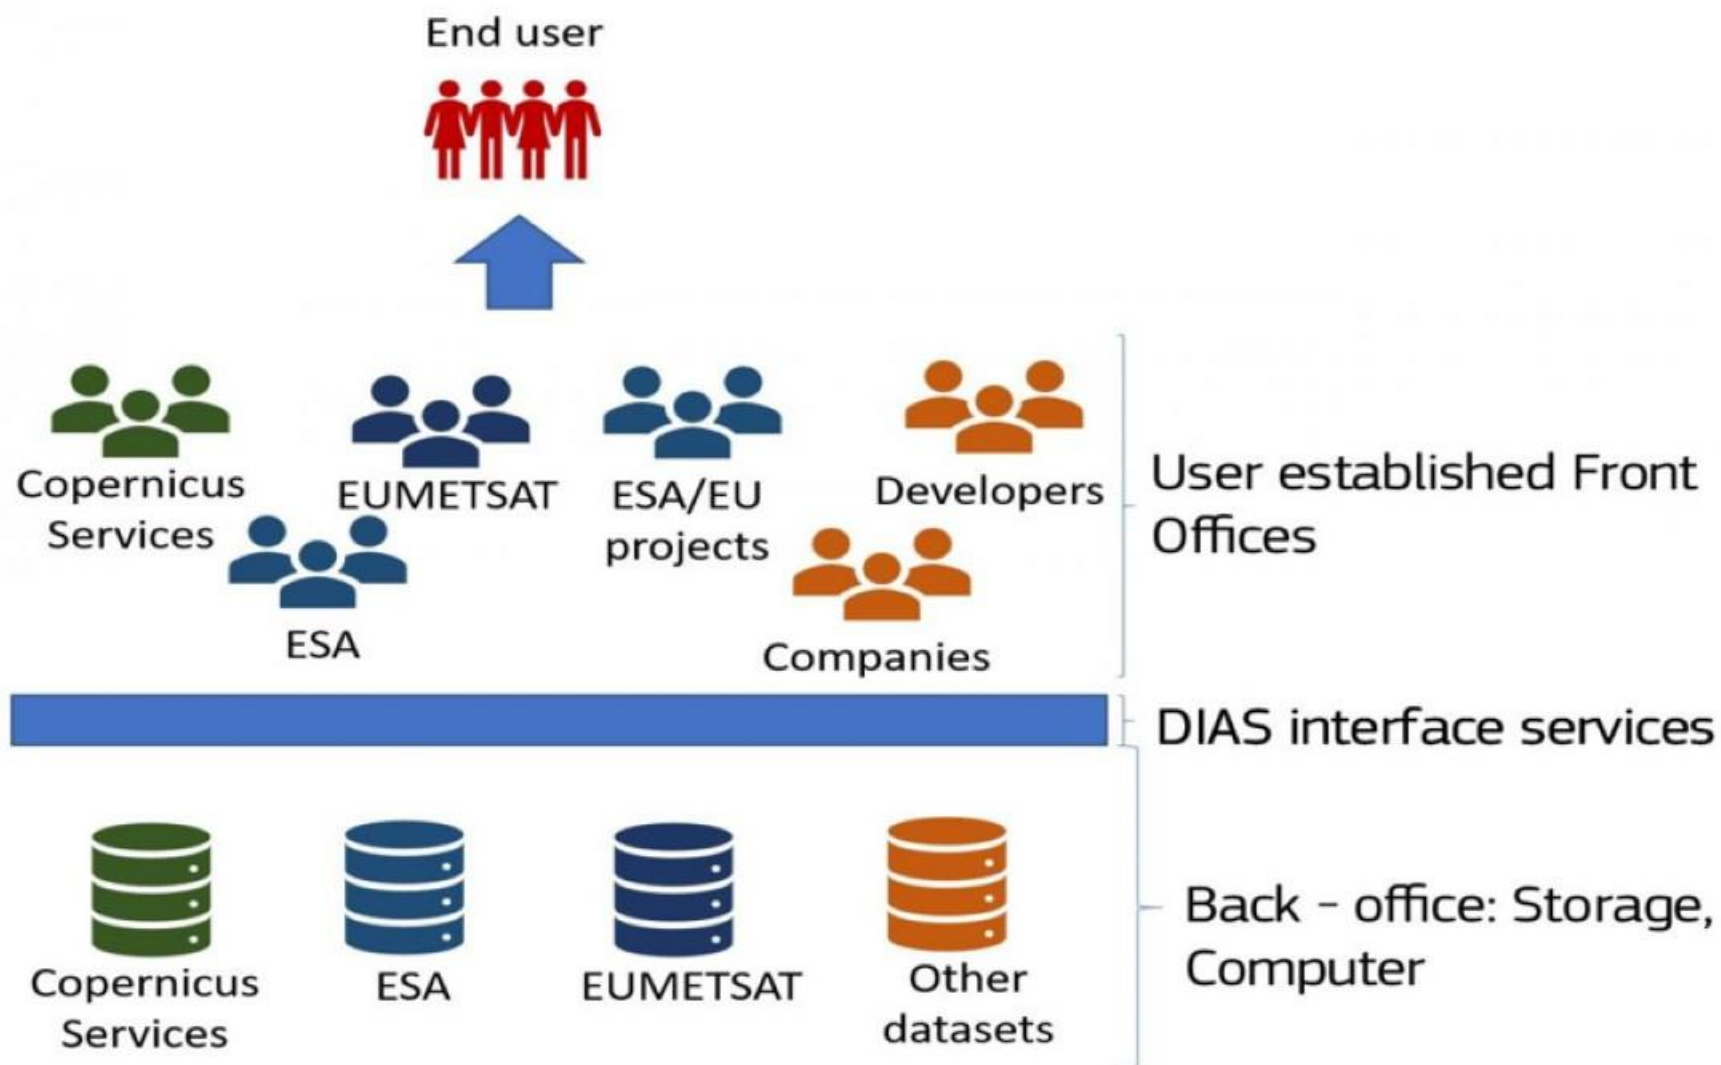 End user
Copernicus
Services
EUMETSAT
ESA/EU
projects
Developers
ESA
Companies
User established Front
Offices
DIAS interface services
Copernicus
Services
ESA
EUMETSAT
Other
datasets
Back - office: Storage,
Computer